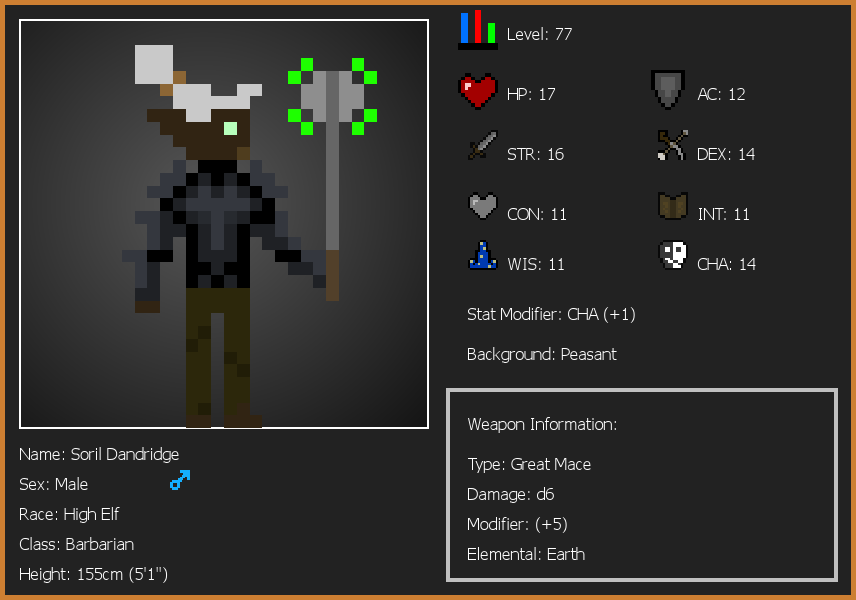 Level: 77
HP: 17
AC: 12
STR: 16
DEX: 14
CON: 11
INT: 11
WIS: 11
CHA: 14
Stat Modifier: CHA (+1)
Background: Peasant
Weapon Information:
Type: Great Mace
Damage: d6
Modifier: (+5)
Elemental: Earth
Name: Soril Dandridge
Sex: Male
Race: High Elf
Class: Barbarian
Height: 155cm (5'1")